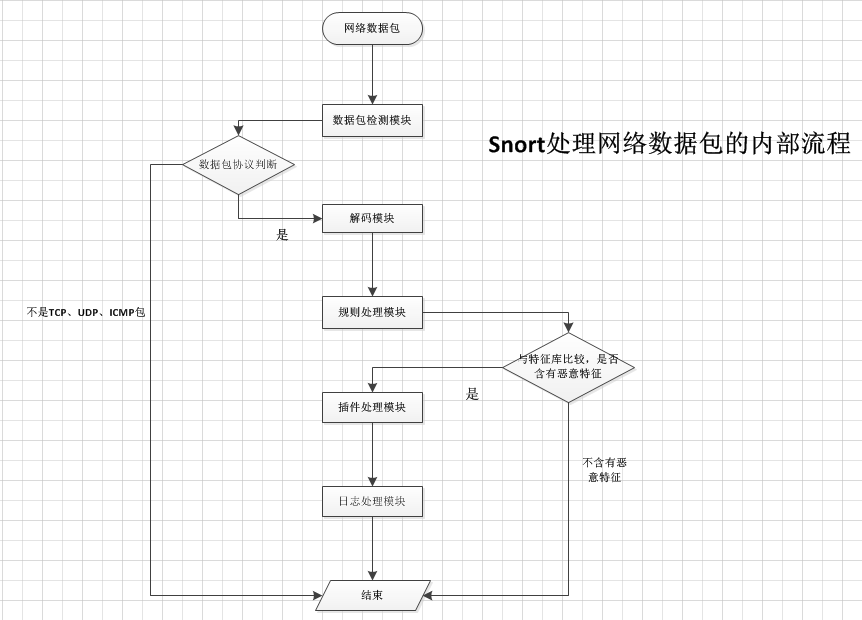 网络数据包
数据包检测模块
Snort处理网络数据包的内部流程
数据包协议判断
解码模块
是
不是TCP、UDP、ICMP包
规则处理模块
与特征库比较，是否
含有恶意特征
是
插件处理模块
不含有恶
意特征
日志处理模块
结束